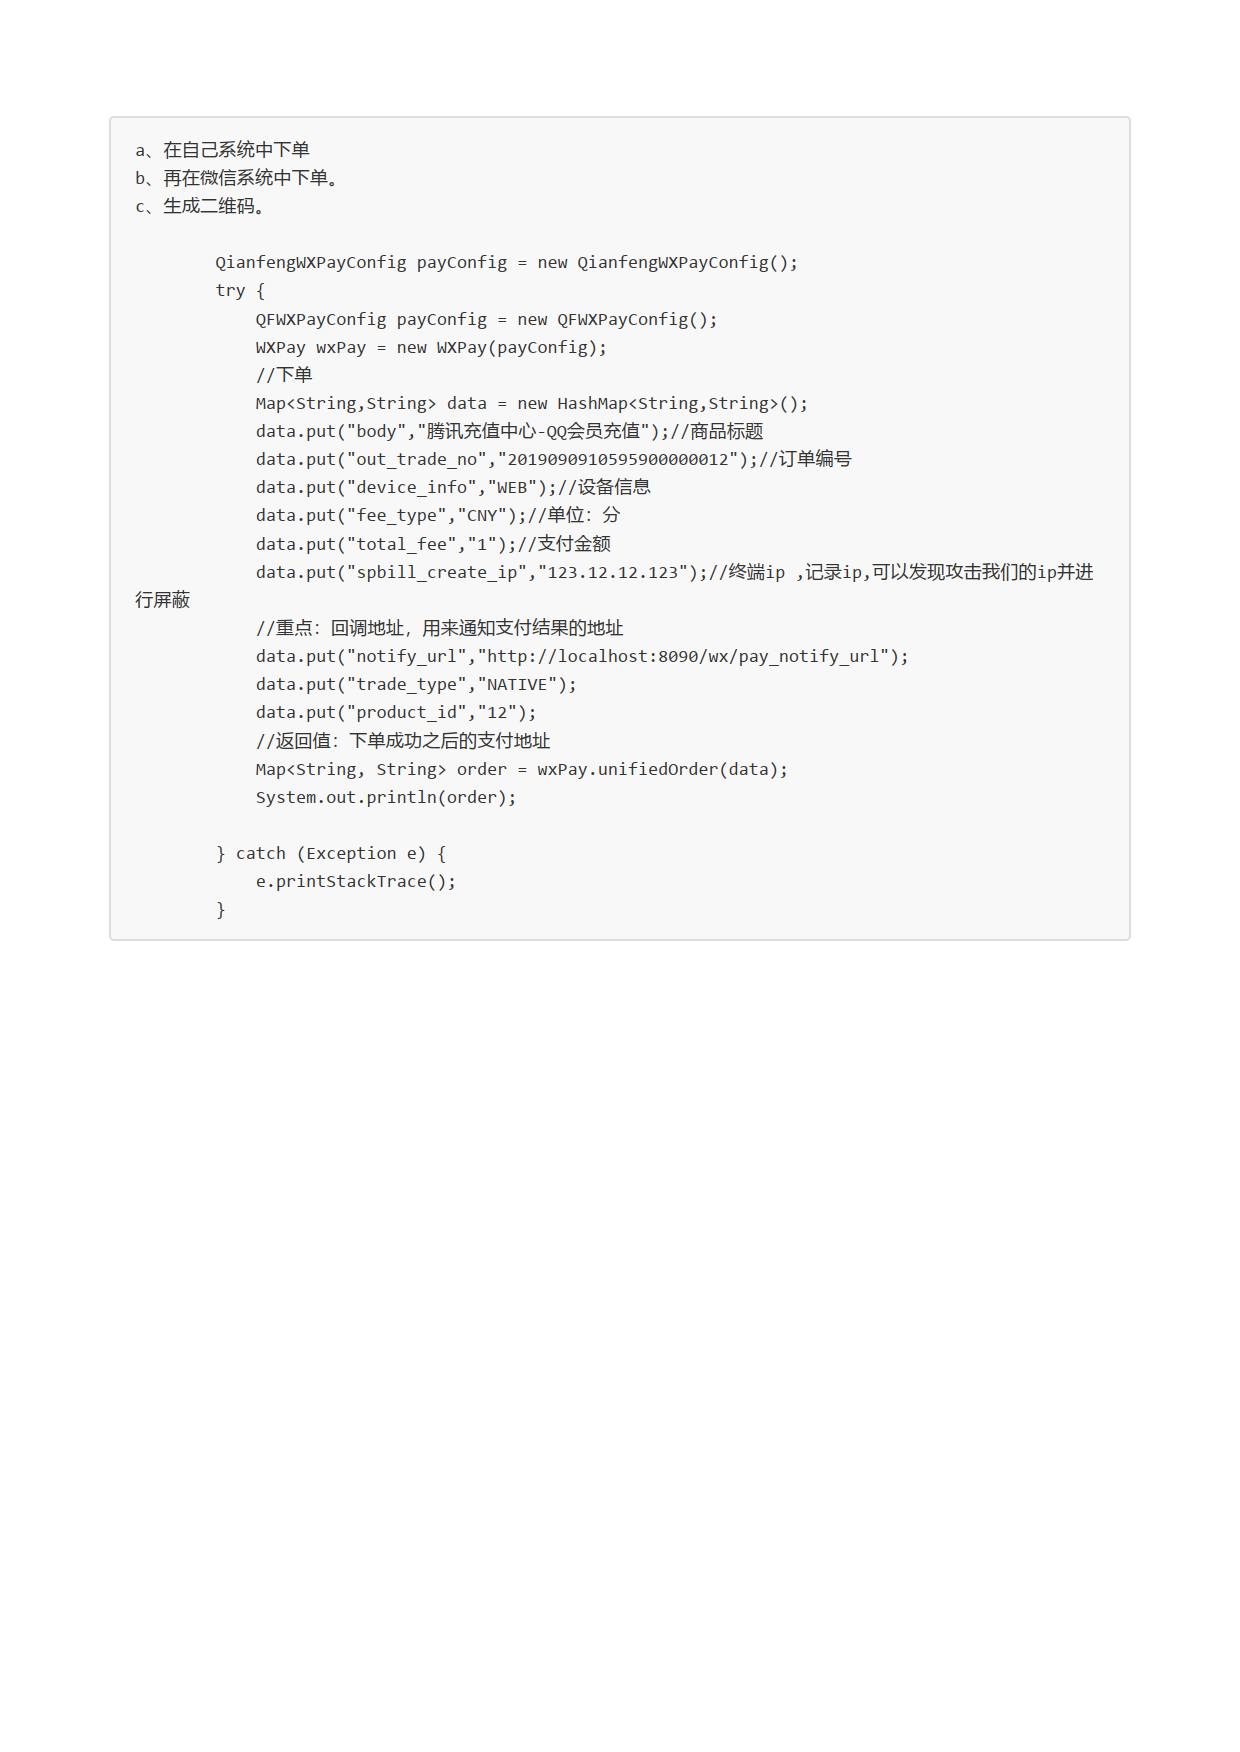 a、在自己系统中下单
b、再在微信系统中下单。
c、生成二维码。
QianfengWXPayConfig payConfig = new QianfengWXPayConfig();
try {
QFWXPayConfig payConfig = new QFWXPayConfig();
WXPay wxPay = new WXPay(payConfig);
//下单
Map<String,String> data = new HashMap<String,String>();
data.put("body","腾讯充值中心-QQ会员充值");//商品标题
data.put("out_trade_no","2019090910595900000012");//订单编号
data.put("device_info","WEB");//设备信息
data.put("fee_type","CNY");//单位：分
data.put("total_fee","1");//支付金额
data.put("spbill_create_ip","123.12.12.123");//终端ip ,记录ip,可以发现攻击我们的ip并进
行屏蔽
//重点：回调地址，用来通知支付结果的地址
data.put("notify_url","http://localhost:8090/wx/pay_notify_url");
data.put("trade_type","NATIVE");
data.put("product_id","12");
//返回值：下单成功之后的支付地址
Map<String, String> order = wxPay.unifiedOrder(data);
System.out.println(order);
} catch (Exception e) {
e.printStackTrace();
}